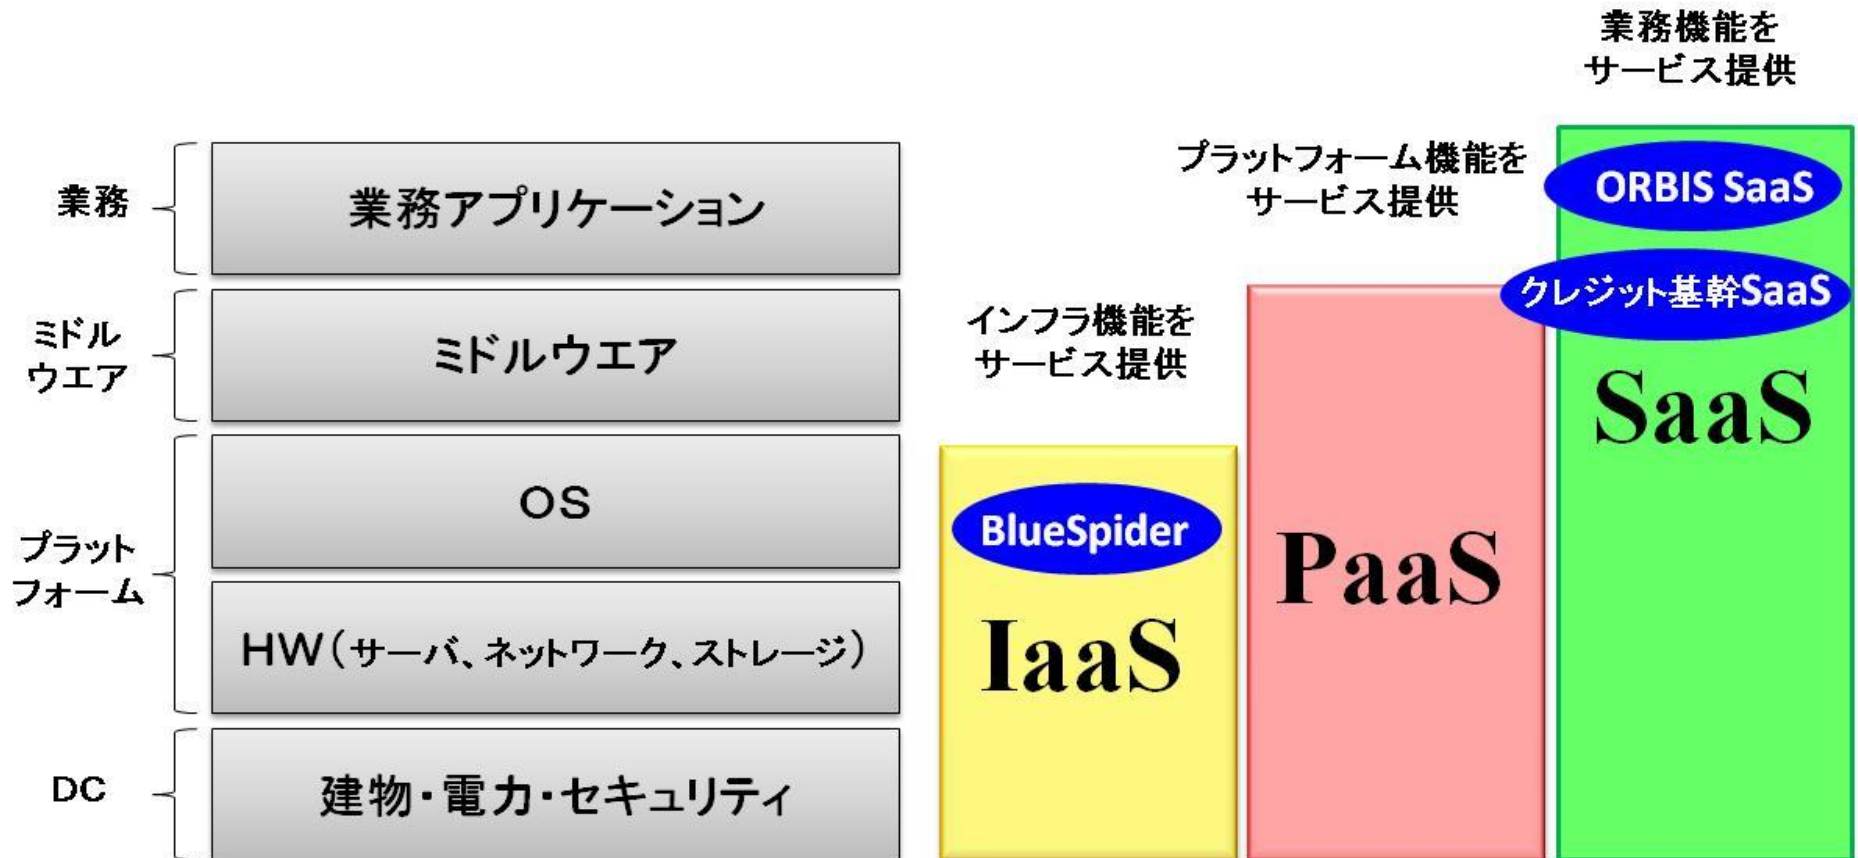 業務機能を
サービス提供
プラットフォーム機能を
サービス提供
インフラ機能を
サービス提供
業務
業務アプリケーション
ミドル
ウエア
ミドルウエア
プラット
フォーム
OS
HW(サーバ、ネットワーク、ストレージ)
DC
建物・電力・セキュリティ
BlueSpider
IaaS
PaaS
ORBIS SaaS
クレジット基幹SaaS
SaaS